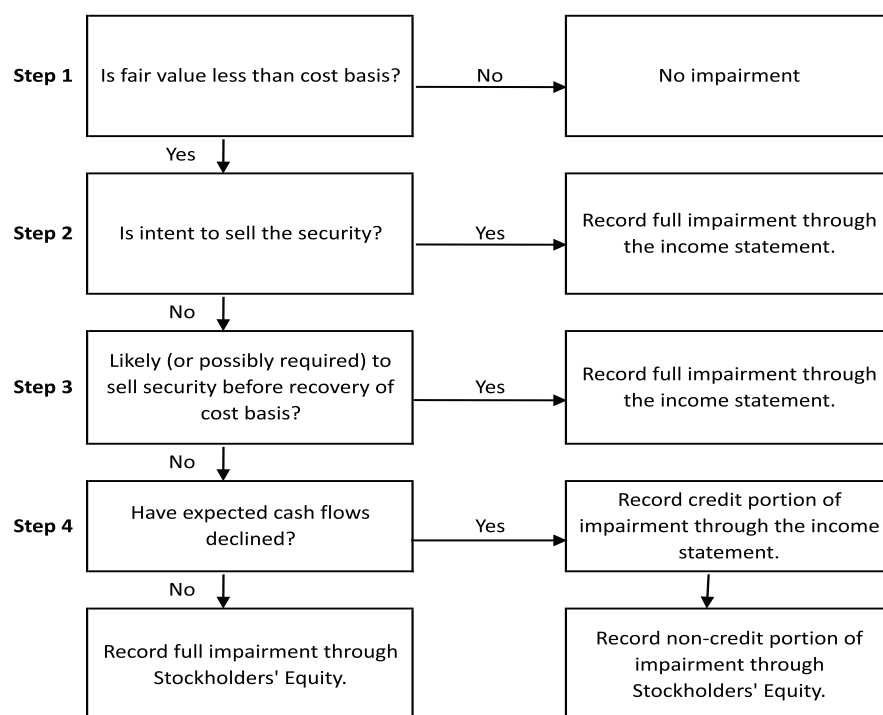 Step 1
Is fair value less than cost basis?
No
No impairment
Yes
Step 2
Is intent to sell the security?
Yes
Record full impairment through
the income statement.
No
Step 3
Likely (or possibly required) to
sell security before recovery of
cost basis?
Yes
Record full impairment through
the income statement.
No
Step 4
Have expected cash flows
declined?
Yes
Record credit portion of
impairment through the income
statement.
No
Record full impairment through
Stockholders' Equity.
Record non-credit portion of
impairment through
Stockholders' Equity.